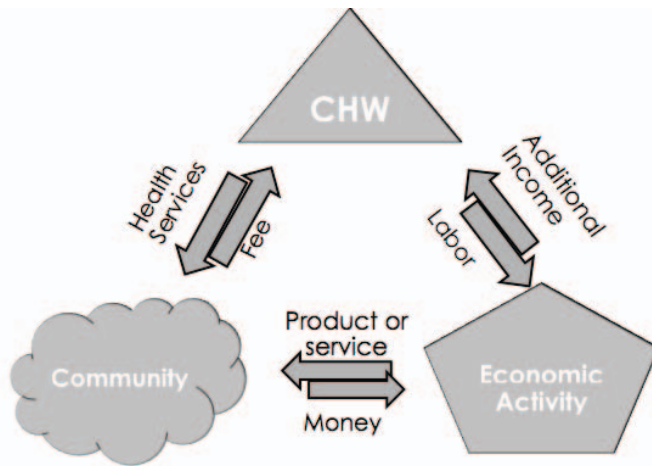 CHW
Health
Services
Fee
Additional
Income
Labor
Product or
service
Money
Community
Economic
Activity